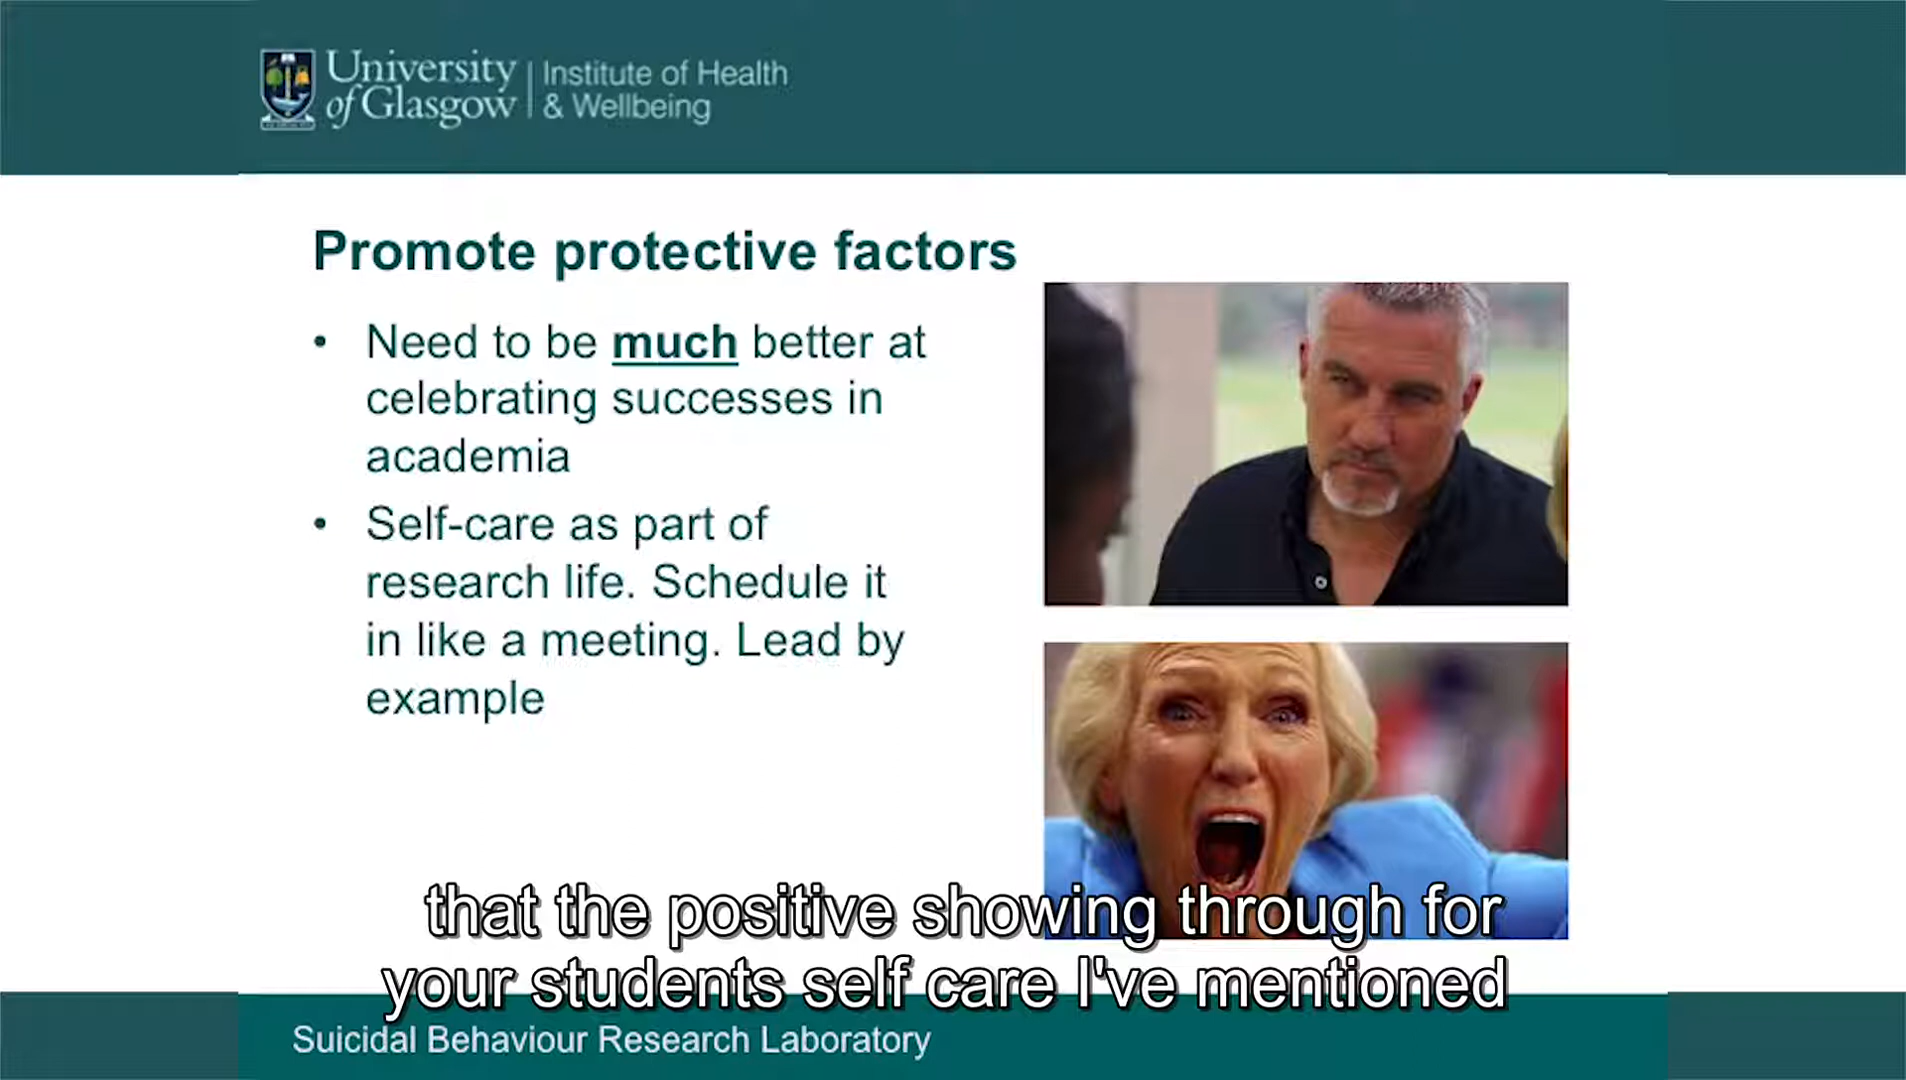 University
of Glasgow
Institute of Health
& Wellbeing
Promote protective factors
• Need to be much better at
celebrating successes in
academia
• Self-care as part of
research life. Schedule it
in like a meeting. Lead by
example
that the positive showing through for
your students self care I've mentioned
Suicidal Behaviour Research Laboratory